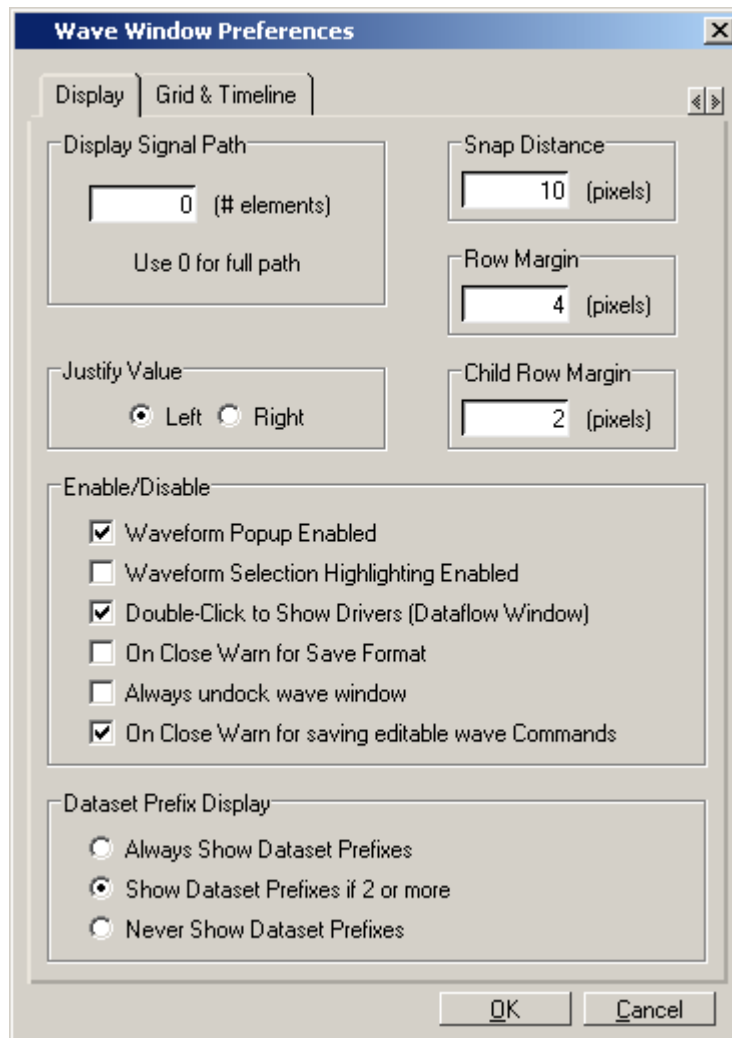 Wave Window Preferences
Display
Grid & Timeline
Display Signal Path
0 (# elements)
Use 0 for full path
Snap Distance
10 (pixels)
Row Margin
4 (pixels)
Justify Value
Left Right
Child Row Margin
2 (pixels)
Enable/Disable
Waveform Popup Enabled
Waveform Selection Highlighting Enabled
Double-Click to Show Drivers (Dataflow Window)
On Close Warn for Save Format
Always undock wave window
On Close Warn for saving editable wave Commands
Dataset Prefix Display
Always Show Dataset Prefixes
Show Dataset Prefixes if 2 or more
Never Show Dataset Prefixes
OK
Cancel